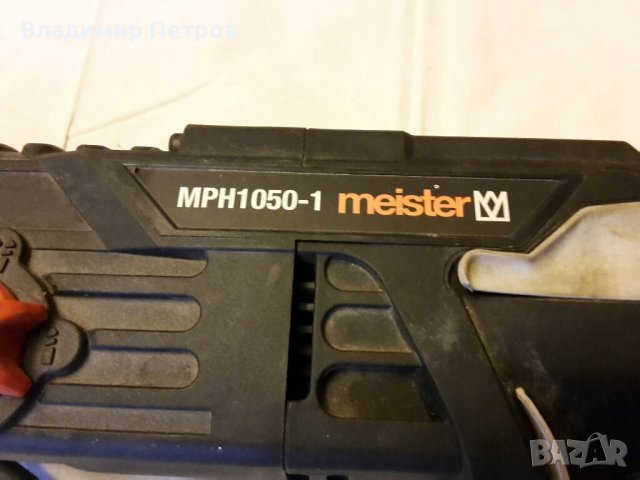 Владимир Петров
MPH1050-1 meister
BAZAR